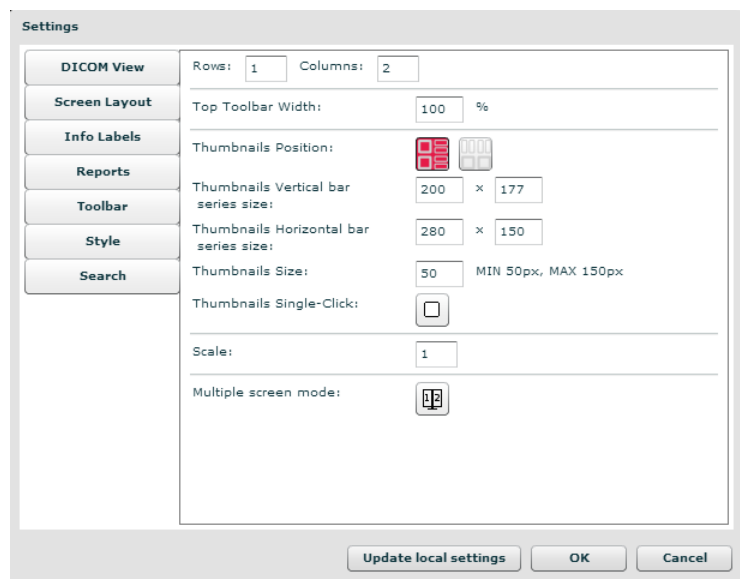 Settings
DICOM View
Screen Layout
Info Labels
Reports
Toolbar
Style
Search
Rows: 1 Columns: 2
Top Toolbar Width: 100 %
Thumbnails Position:
Thumbnails Vertical bar
series size: 200 × 177
Thumbnails Horizontal bar
series size: 280 × 150
Thumbnails Size: 50 MIN 50px, MAX 150px
Thumbnails Single-Click:
Scale: 1
Multiple screen mode: 1 2
Update local settings OK Cancel